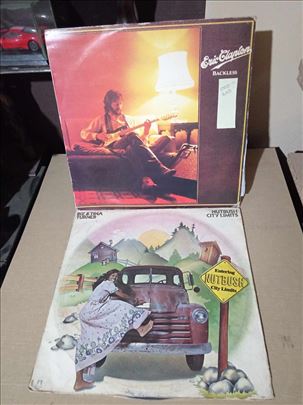 Eric Clapton
BACKLESS
IKE & TINA
TURNER
NUTBUSH
CITY LIMITS
Entering
NUTBUSH
City Limits